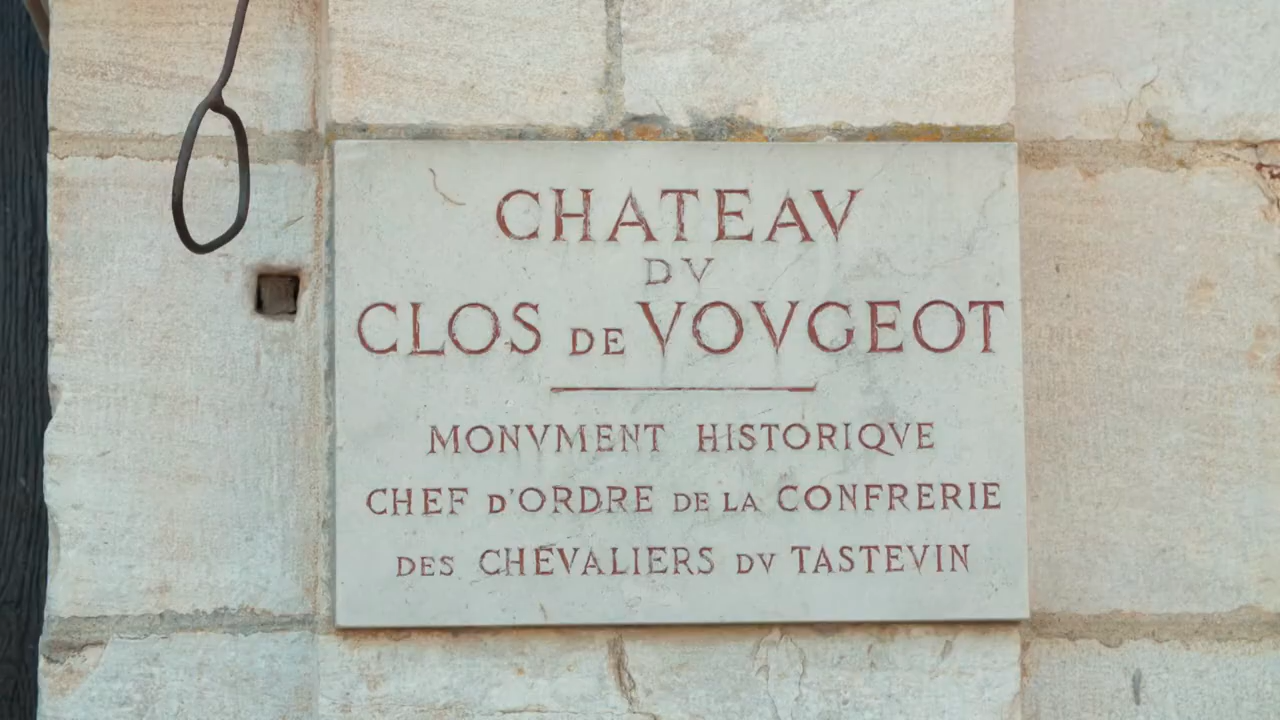 CHATEAV
DV
CLOS DE VOVGEOT
MONVMENT HISTORIQVE
CHEF D'ORDRE DE LA CONFRERIE
DES CHEVALIERS DV TASTEVIN